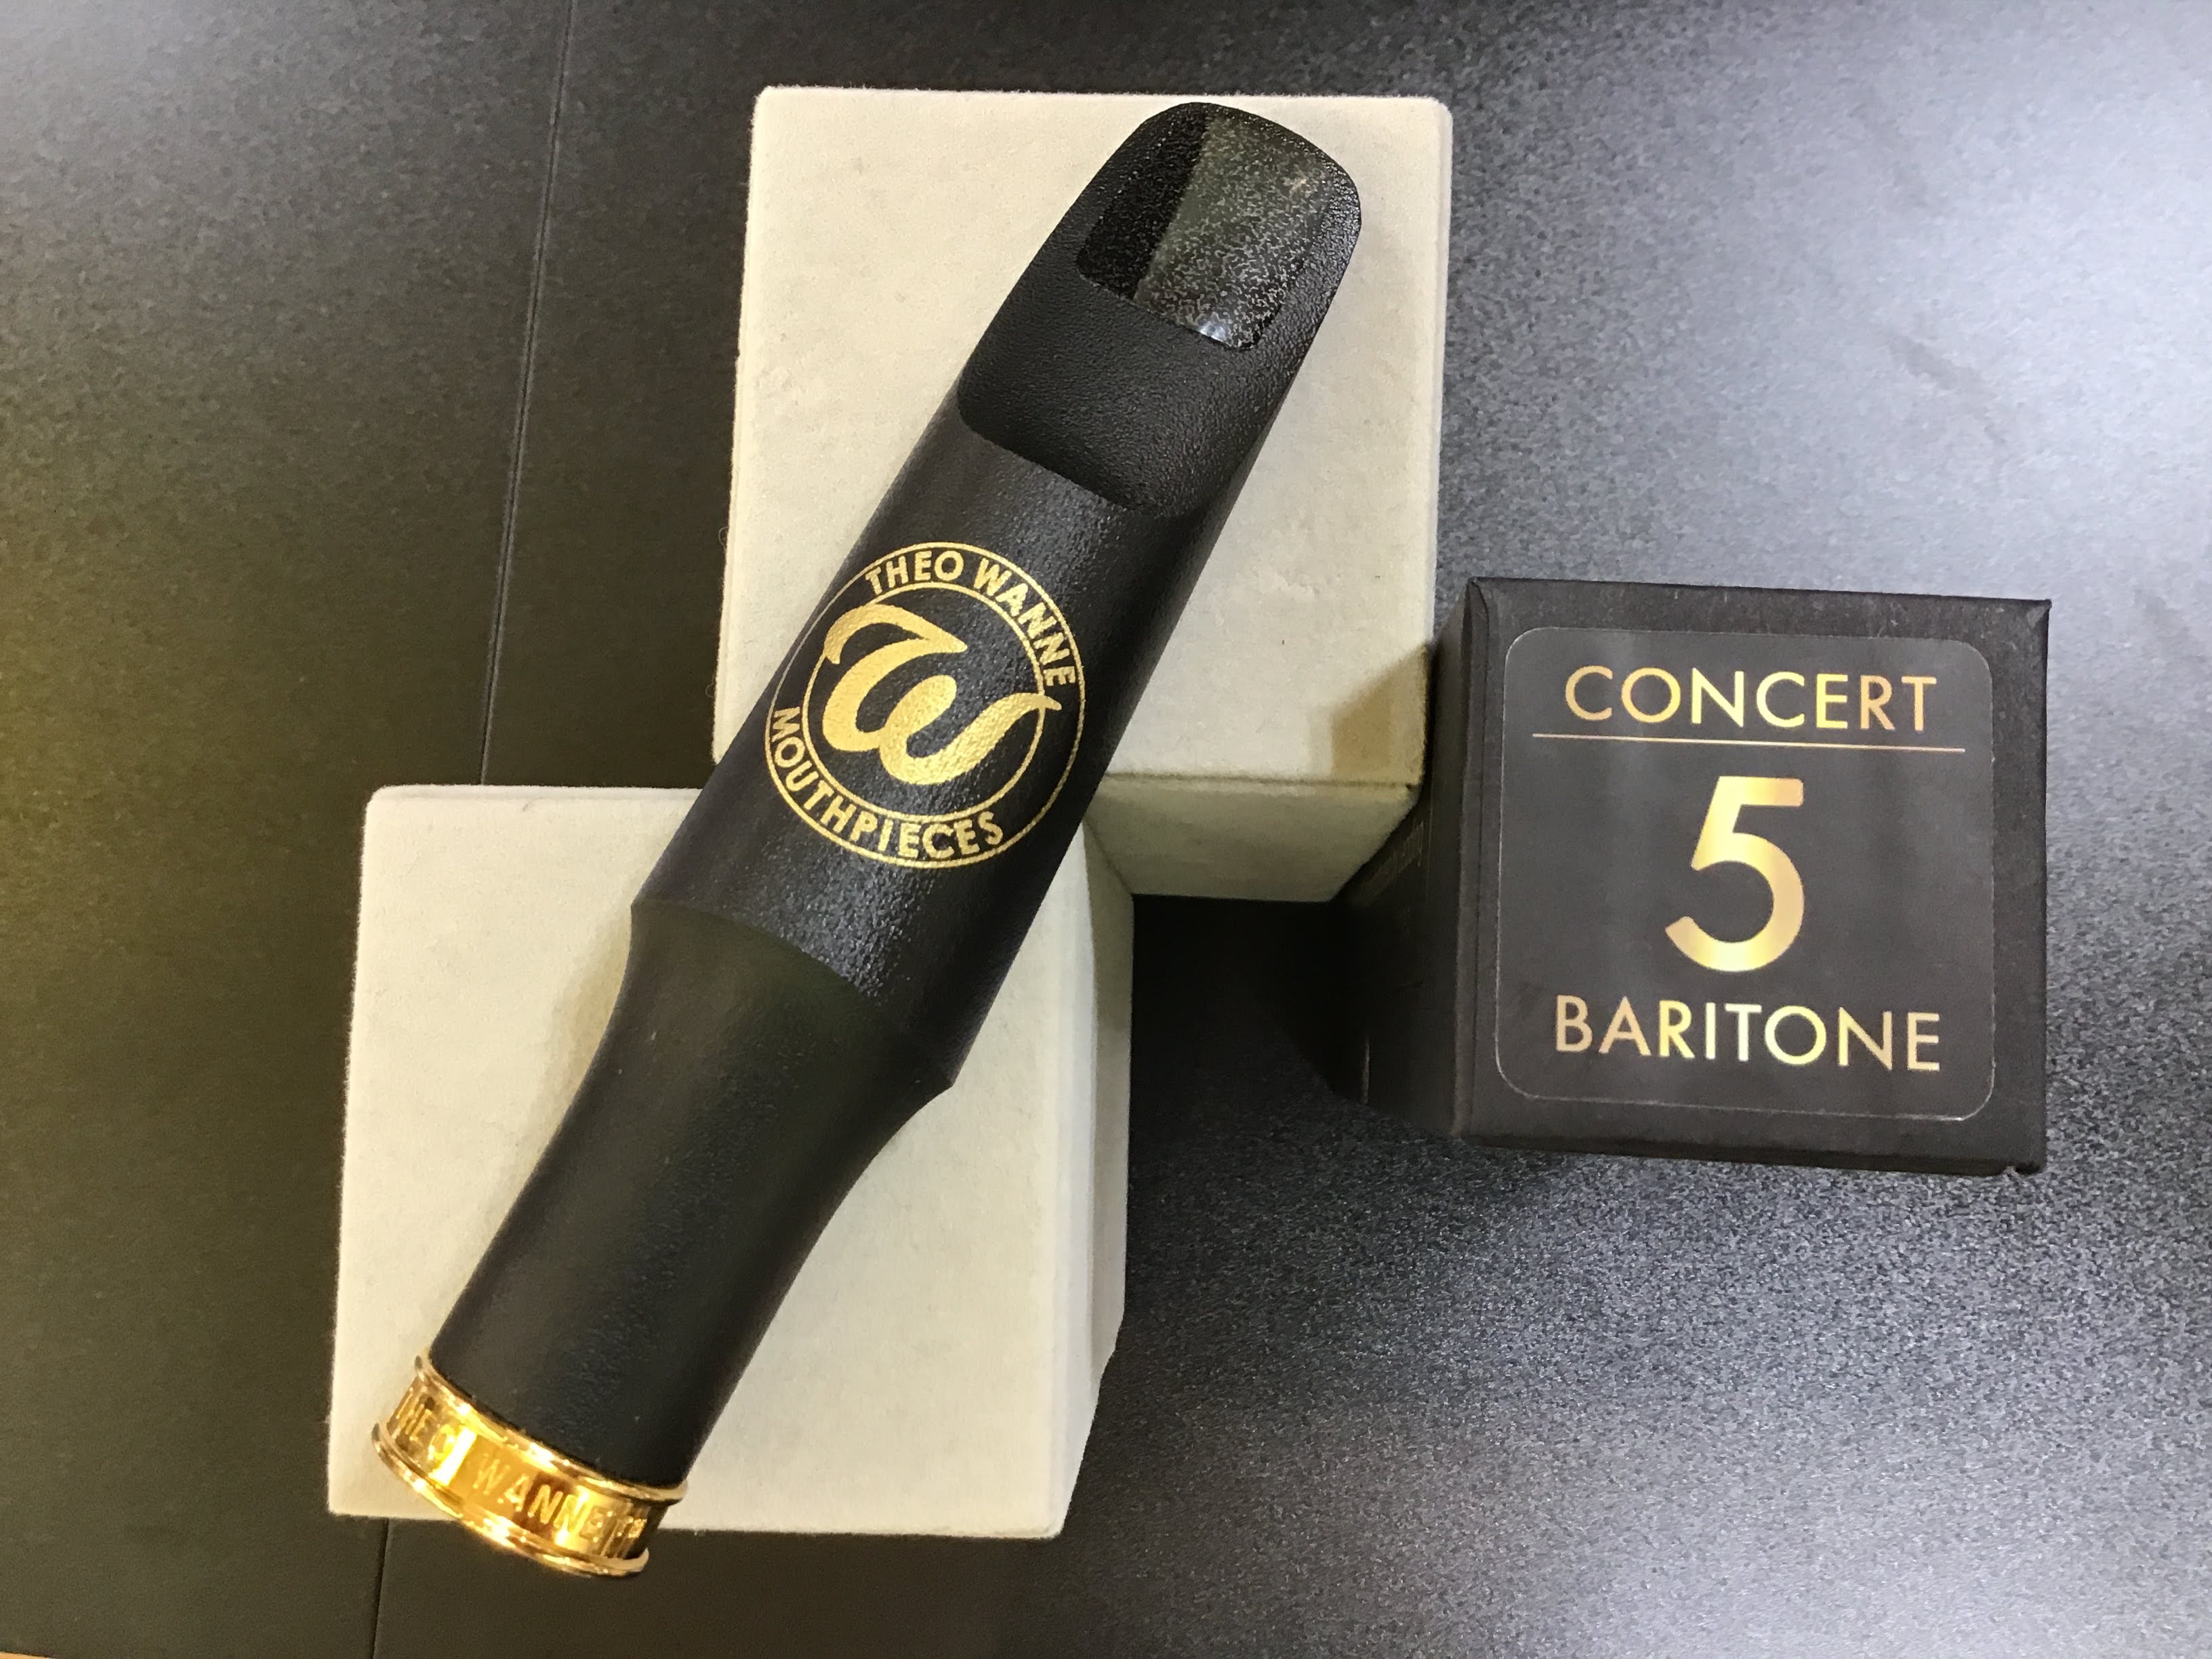 THEO WANNE
W
MOUTHPIECES
CONCERT
5
BARITONE
THEO WANNE